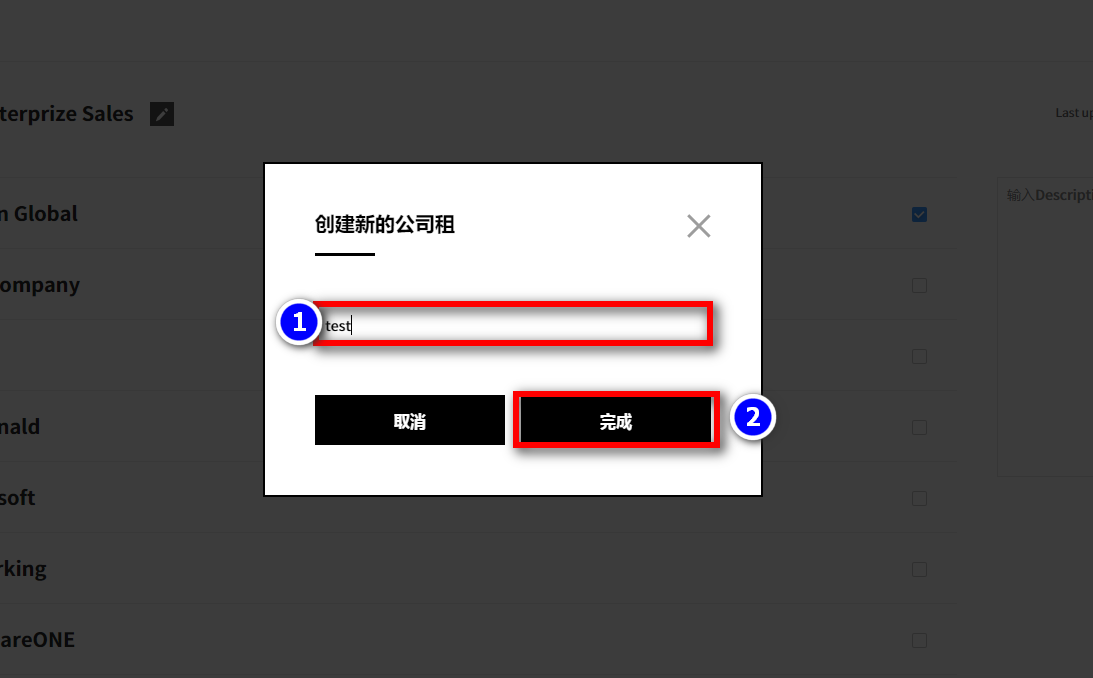 terprize Sales
Last up
n Global
输入Descripti
ompany
创建新的公司租
1
test
取消
完成
2
nald
soft
rking
areONE